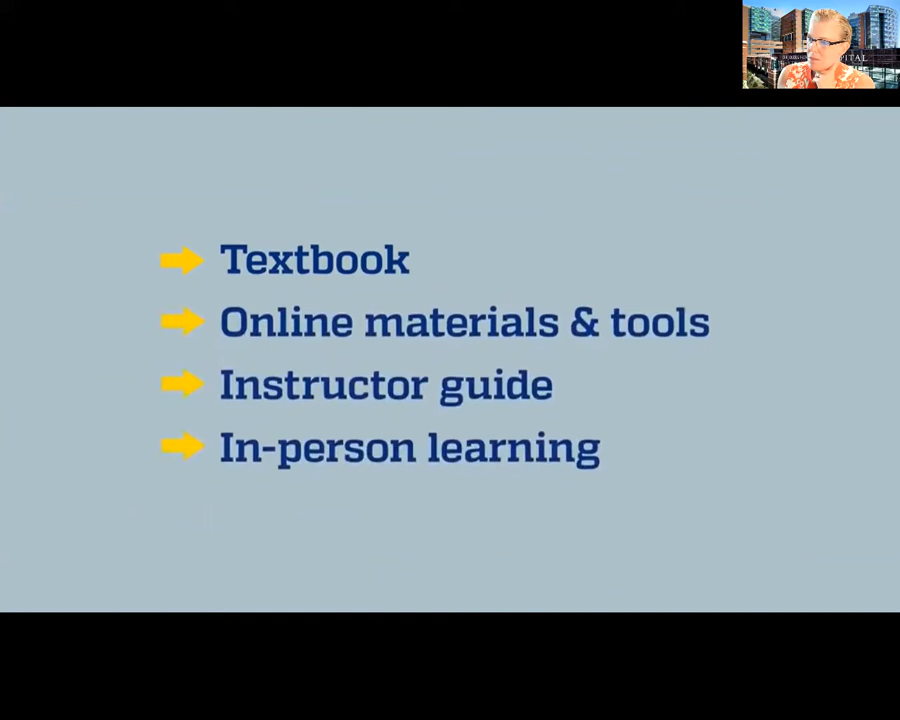 Textbook
Online materials & tools
Instructor guide
In-person learning